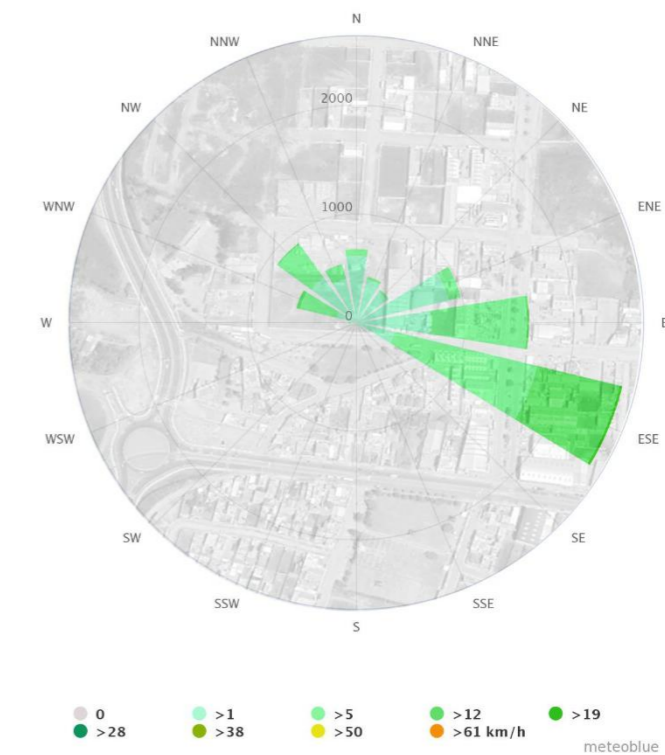 N
NNW
NNE
2000
NW
NE
1000
WNW
ENE
0
W
E
WSW
ESE
SW
SE
SSW
SSE
S
0 >1 >5 >12 >19
>28 >38 >50 >61 km/h
meteoblue